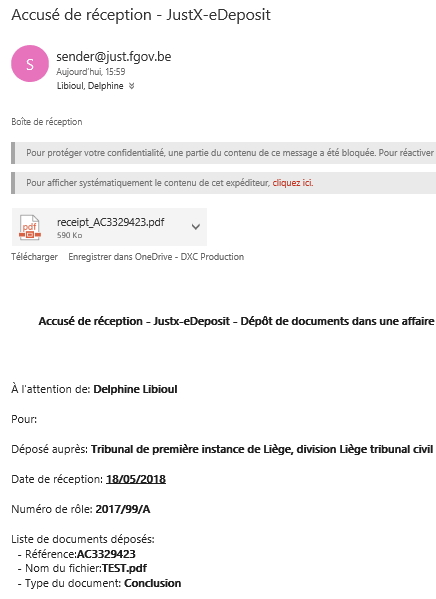 Accusé de réception - JustX-eDeposit
S
sender@just.fgov.be
Aujourd'hui, 15:59
Libioul, Delphine
Boîte de réception
Pour protéger votre confidentialité, une partie du contenu de ce message a été bloquée. Pour réactiver
Pour afficher systématiquement le contenu de cet expéditeur, cliquez ici.
pdf
receipt_AC3329423.pdf
590 Ko
Télécharger Enregistrer dans OneDrive - DXC Production
Accusé de réception - Justx-eDeposit - Dépôt de documents dans une affaire
À l'attention de: Delphine Libioul
Pour:
Déposé auprès: Tribunal de première instance de Liège, division Liège tribunal civil
Date de réception: 18/05/2018
Numéro de rôle: 2017/99/A
Liste de documents déposés:
- Référence:AC3329423
- Nom du fichier:TEST.pdf
- Type du document: Conclusion